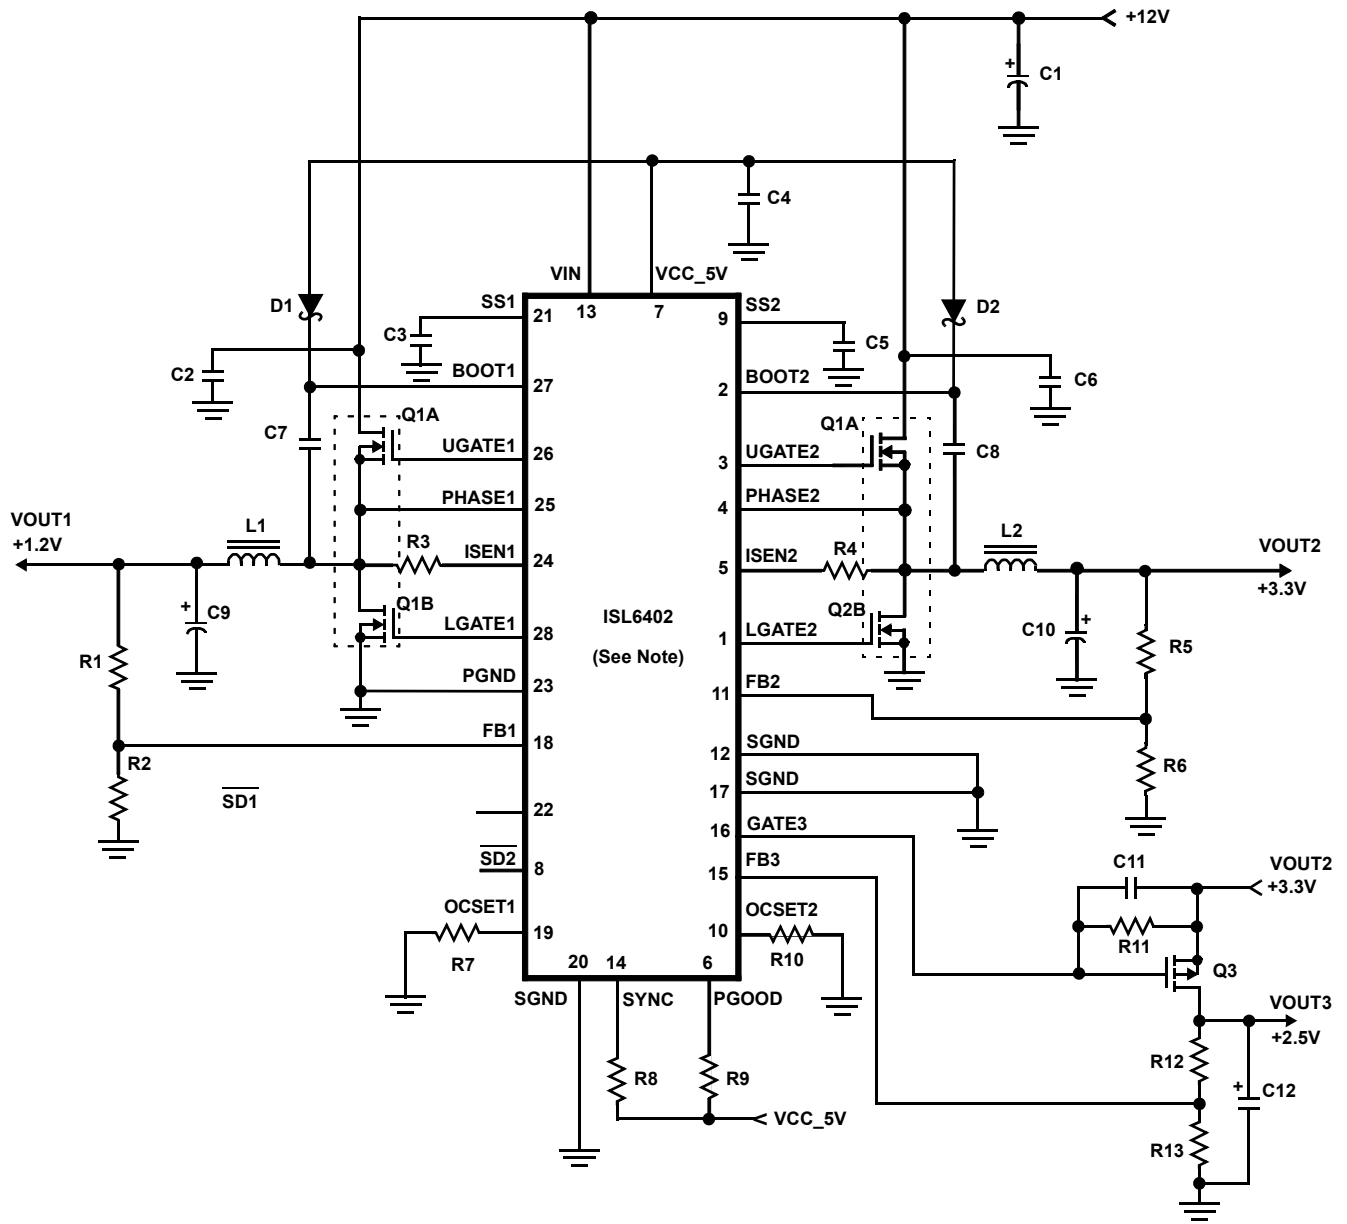 +12V
+
C1
C4
VIN
VCC_5V
D1
SS1
21
13
7
9
SS2
D2
C3
C5
C2
BOOT1
27
2
BOOT2
C6
Q1A
Q1A
C7
UGATE1
26
3
UGATE2
C8
PHASE1
25
4
PHASE2
VOUT1
+1.2V
L1
R3
ISEN1
24
5
ISEN2
R4
L2
VOUT2
+3.3V
+
C9
Q1B
LGATE1
28
ISL6402
(See Note)
1
LGATE2
Q2B
C10
+
R5
R1
PGND
23
11
FB2
FB1
18
12
SGND
R2
17
SGND
R6
SD1
22
16
GATE3
SD2
8
15
FB3
C11
VOUT2
+3.3V
OCSET1
19
10
OCSET2
R7
R10
R11
20
14
6
Q3
SGND
SYNC
PGOOD
VOUT3
+2.5V
R8
R9
R12
+
C12
VCC_5V
R13